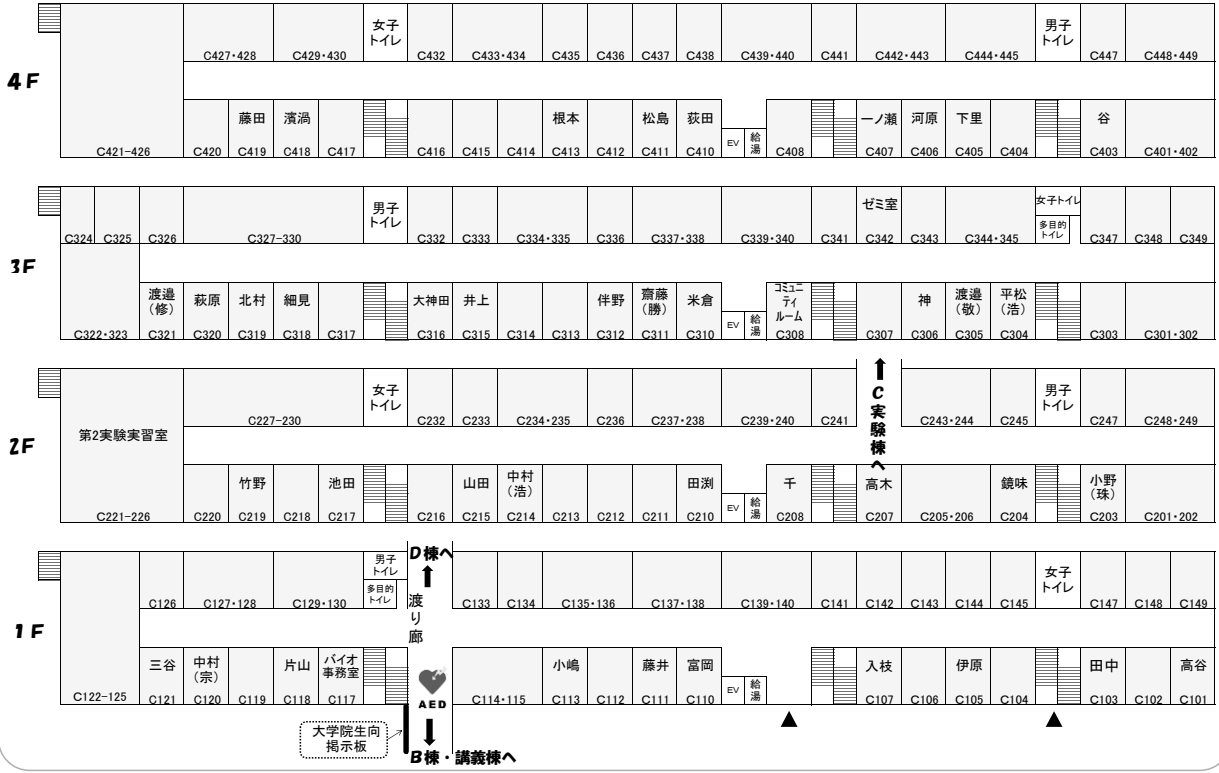 女子
トイレ
男子
トイレ
C427・428
C429・430
C432
C433・434
C435
C436
C437
C438
C439・440
C441
C442・443
C444・445
C447
C448・449
4F
藤田
濱渦
根本
松島
荻田
一ノ瀬
河原
下里
谷
C421-426
C420
C419
C418
C417
C416
C415
C414
C413
C412
C411
C410
EV
給
湯
C408
C407
C406
C405
C404
C403
C401・402
男子
トイレ
ゼミ室
女子トイレ
多目的
トイレ
C324
C325
C326
C327-330
C332
C333
C334・335
C336
C337・338
C339・340
C341
C342
C343
C344・345
C347
C348
C349
3F
渡邉
(修)
萩原
北村
細見
大神田
井上
伴野
齋藤
(勝)
米倉
コミュニ
ティ
ルーム
神
渡邉
(敬)
平松
(浩)
C322・323
C321
C320
C319
C318
C317
C316
C315
C314
C313
C312
C311
C310
EV
給
湯
C308
C307
C306
C305
C304
C303
C301・302
女子
トイレ
C実験棟へ
男子
トイレ
第2実験実習室
C227-230
C232
C233
C234・235
C236
C237・238
C239・240
C241
C243・244
C245
C247
C248・249
2F
竹野
池田
山田
中村
(浩)
田渕
千
高木
鏡味
小野
(珠)
C221-226
C220
C219
C218
C217
C216
C215
C214
C213
C212
C211
C210
EV
給
湯
C208
C207
C205・206
C204
C203
C201・202
男子
トイレ
多目的
トイレ
D棟へ
渡り廊
女子
トイレ
C126
C127・128
C129・130
C133
C134
C135・136
C137・138
C139・140
C141
C142
C143
C144
C145
C147
C148
C149
1F
三谷
中村
(宗)
片山
バイオ
事務室
AED
小嶋
藤井
富岡
入枝
伊原
田中
高谷
C122-125
C121
C120
C119
C118
C117
C114・115
C113
C112
C111
C110
EV
給
湯
C107
C106
C105
C104
C103
C102
C101
大学院生向
掲示板
B棟・講義棟へ